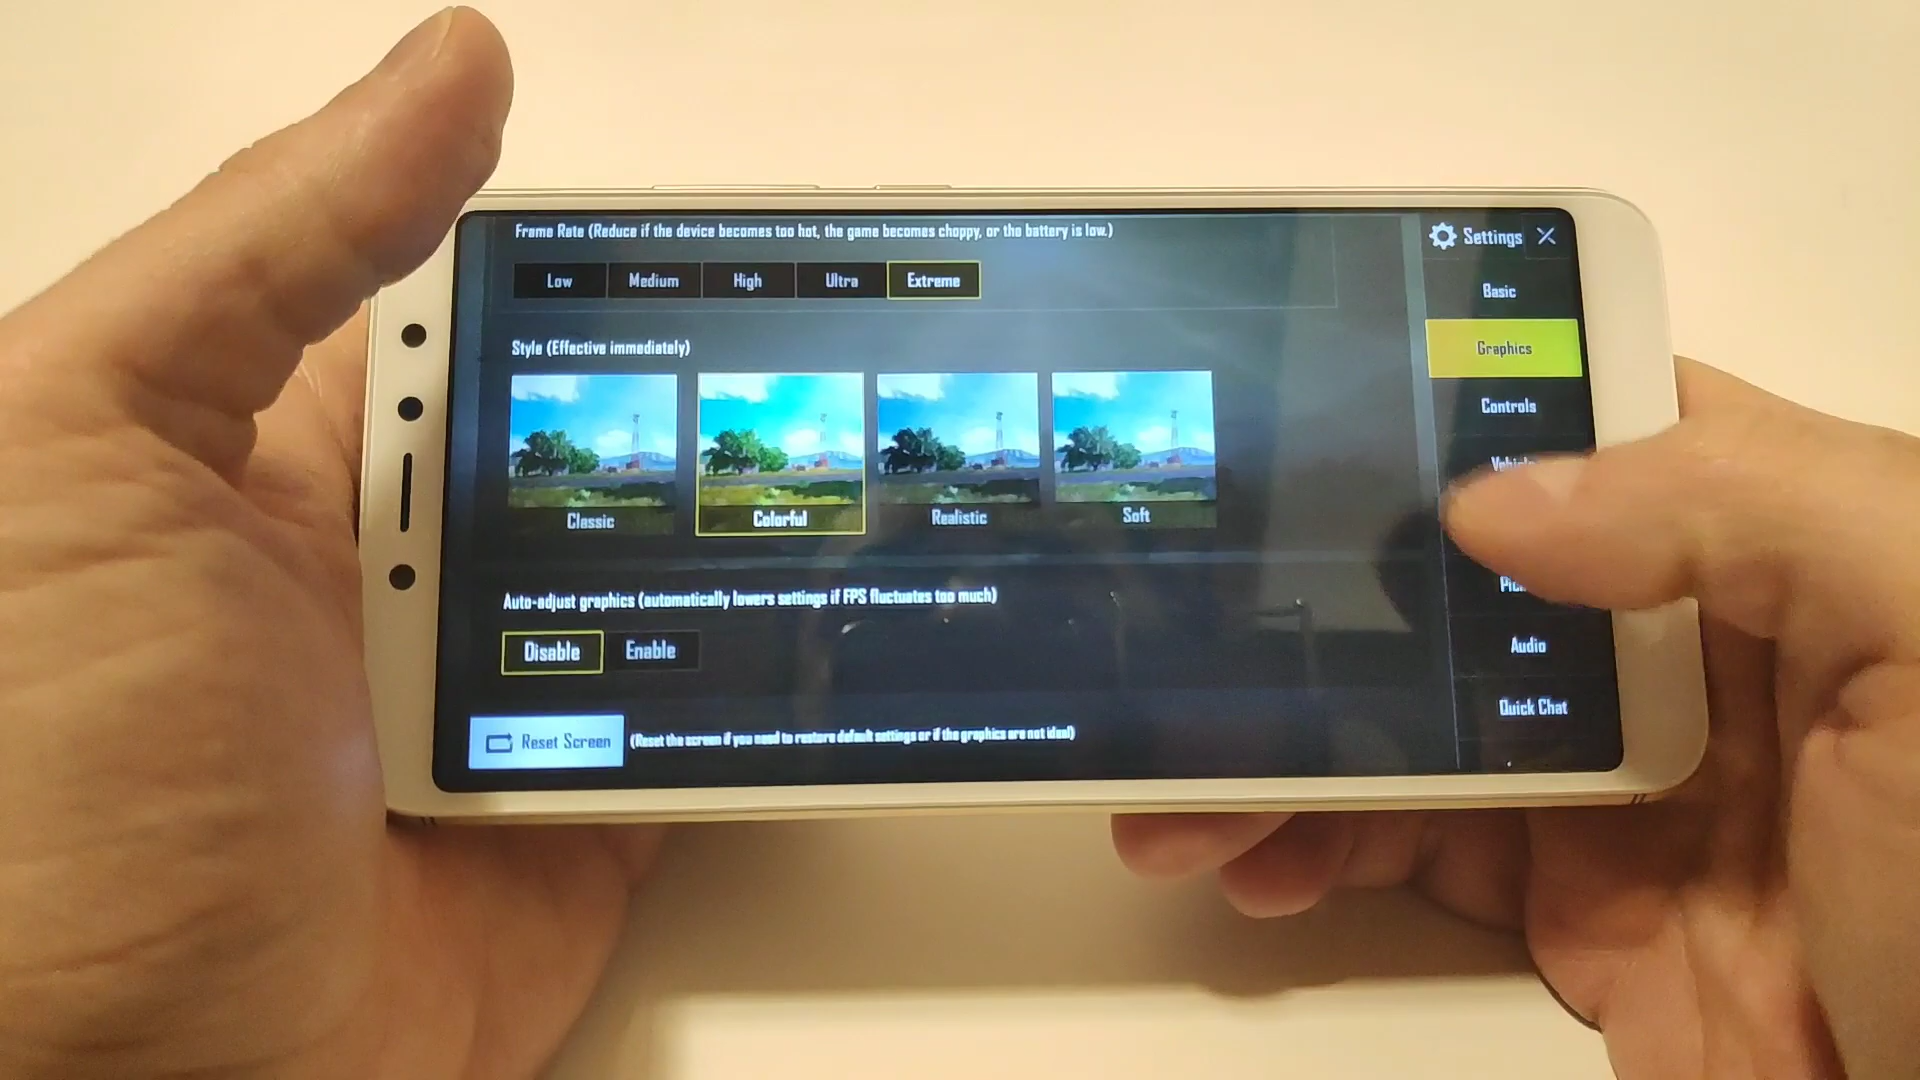 Frame Rate (Reduce if the device becomes too hot, the game becomes choppy, or the battery is low.)
Low Medium High Ultra Extreme
Style (Effective immediately)
Classic Colorful Realistic Soft
Auto-adjust graphics (automatically lowers settings if FPS fluctuates too much)
Disable Enable
Reset Screen (Reset the screen if you need to restore default settings or if the graphics are not ideal)
Settings
Basic
Graphics
Controls
Audio
Quick Chat